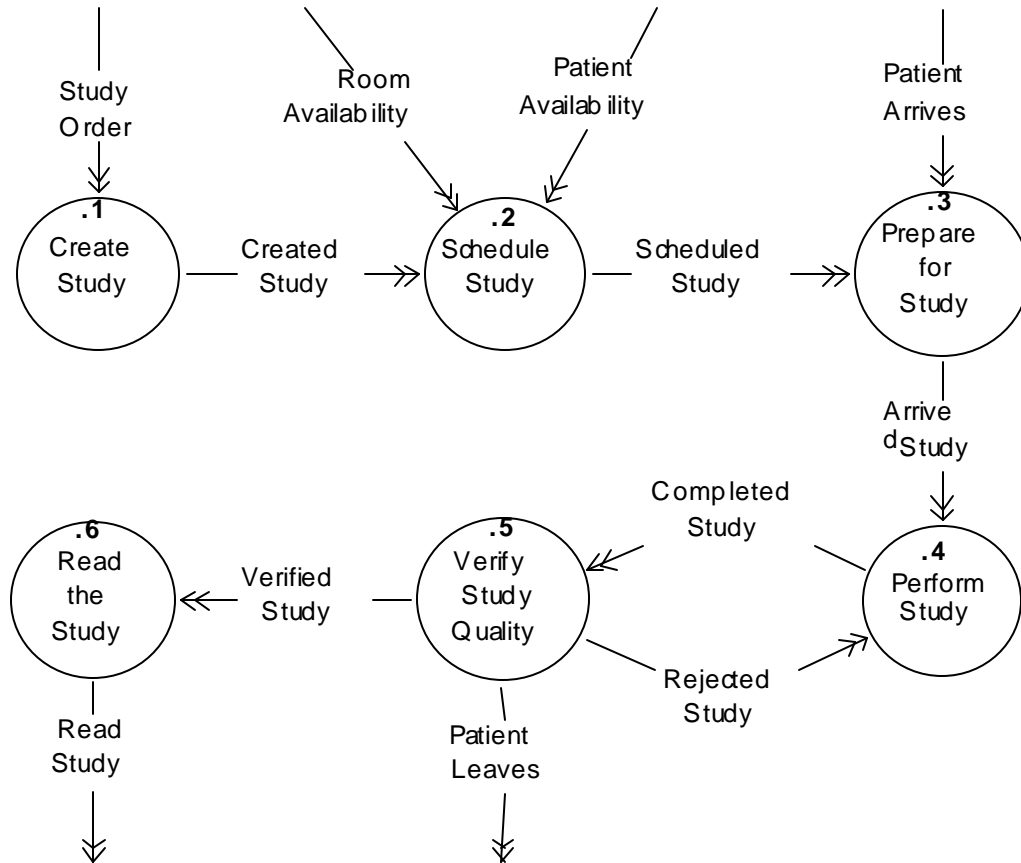 Study
Order
Room
Availability
Patient
Availability
Patient
Arrives
.1
Create
Study
Created
Study
.2
Schedule
Study
Scheduled
Study
.3
Prepare
for
Study
Arrive
d Study
.4
Perform
Study
Completed
Study
Rejected
Study
.5
Verify
Study
Quality
Verified
Study
.6
Read
the
Study
Read
Study
Patient
Leaves